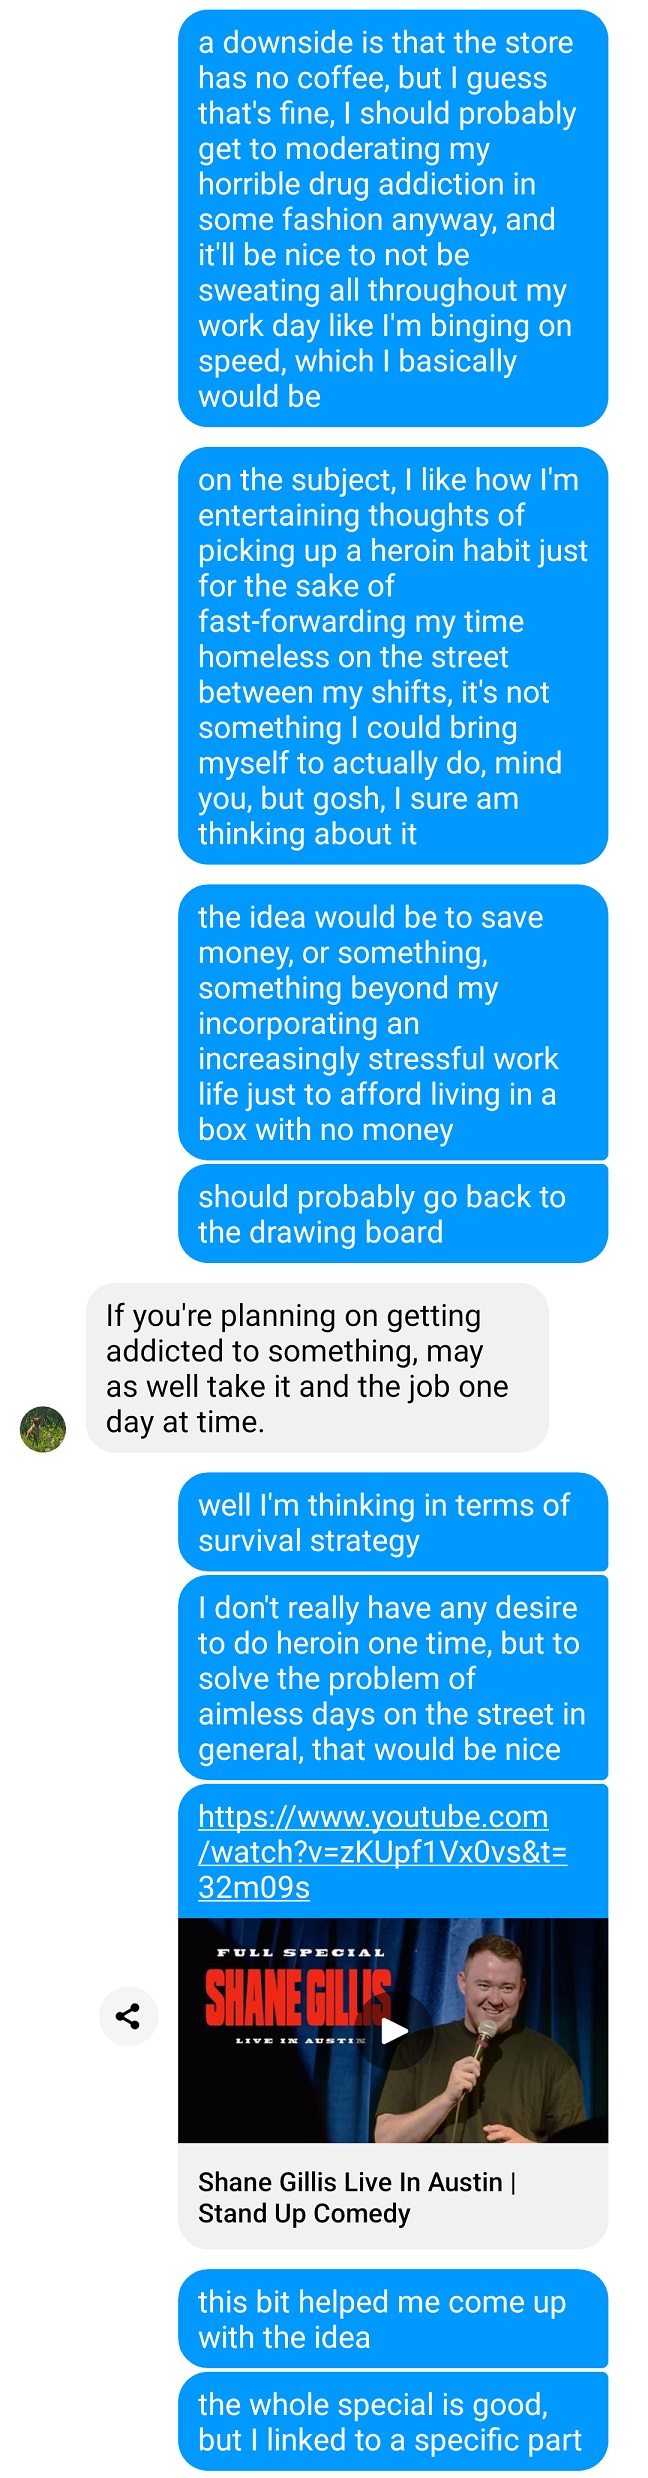 a downside is that the store
has no coffee, but I guess
that's fine, I should probably
get to moderating my
horrible drug addiction in
some fashion anyway, and
it'll be nice to not be
sweating all throughout my
work day like I'm binging on
speed, which I basically
would be
on the subject, I like how I'm
entertaining thoughts of
picking up a heroin habit just
for the sake of
fast-forwarding my time
homeless on the street
between my shifts, it's not
something I could bring
myself to actually do, mind
you, but gosh, I sure am
thinking about it
the idea would be to save
money, or something,
something beyond my
incorporating an
increasingly stressful work
life just to afford living in a
box with no money
should probably go back to
the drawing board
If you're planning on getting
addicted to something, may
as well take it and the job one
day at time.
well I'm thinking in terms of
survival strategy
I don't really have any desire
to do heroin one time, but to
solve the problem of
aimless days on the street in
general, that would be nice
https://www.youtube.com
/watch?v=zKUpf1Vx0vs&t=
32m09s
FULL SPECIAL
SHANE GILLIS
LIVE IN AUSTIN
Shane Gillis Live In Austin |
Stand Up Comedy
this bit helped me come up
with the idea
the whole special is good,
but I linked to a specific part